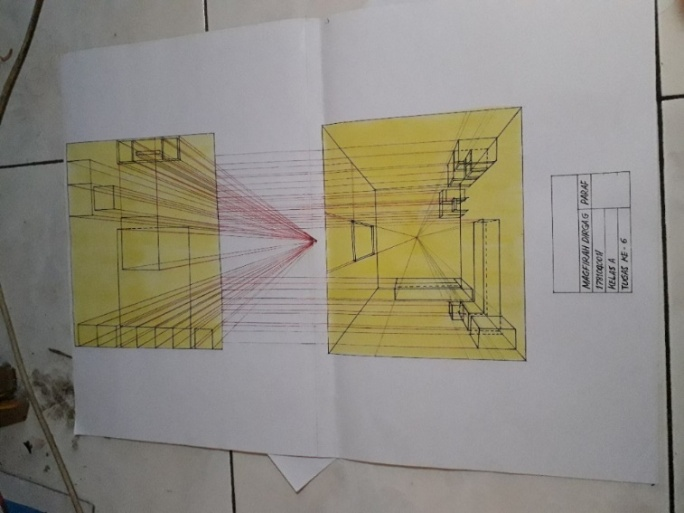 MAGFIRAH DIRGA G PARAF
KELAS A
TUGAS KE - 6